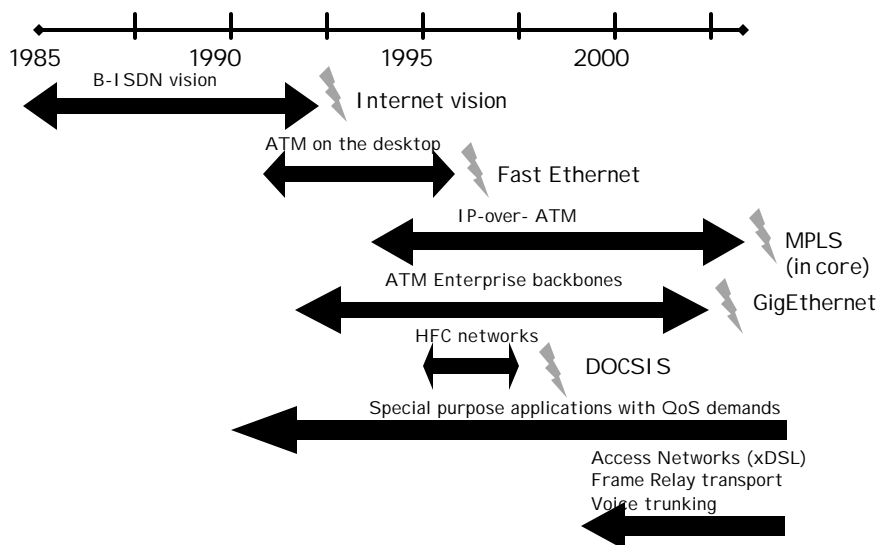 1985 1990 1995 2000
B-ISDN vision
Internet vision
ATM on the desktop
Fast Ethernet
IP-over- ATM
MPLS
(in core)
ATM Enterprise backbones
GigEthernet
HFC networks
DOCSIS
Special purpose applications with QoS demands
Access Networks (xDSL)
Frame Relay transport
Voice trunking